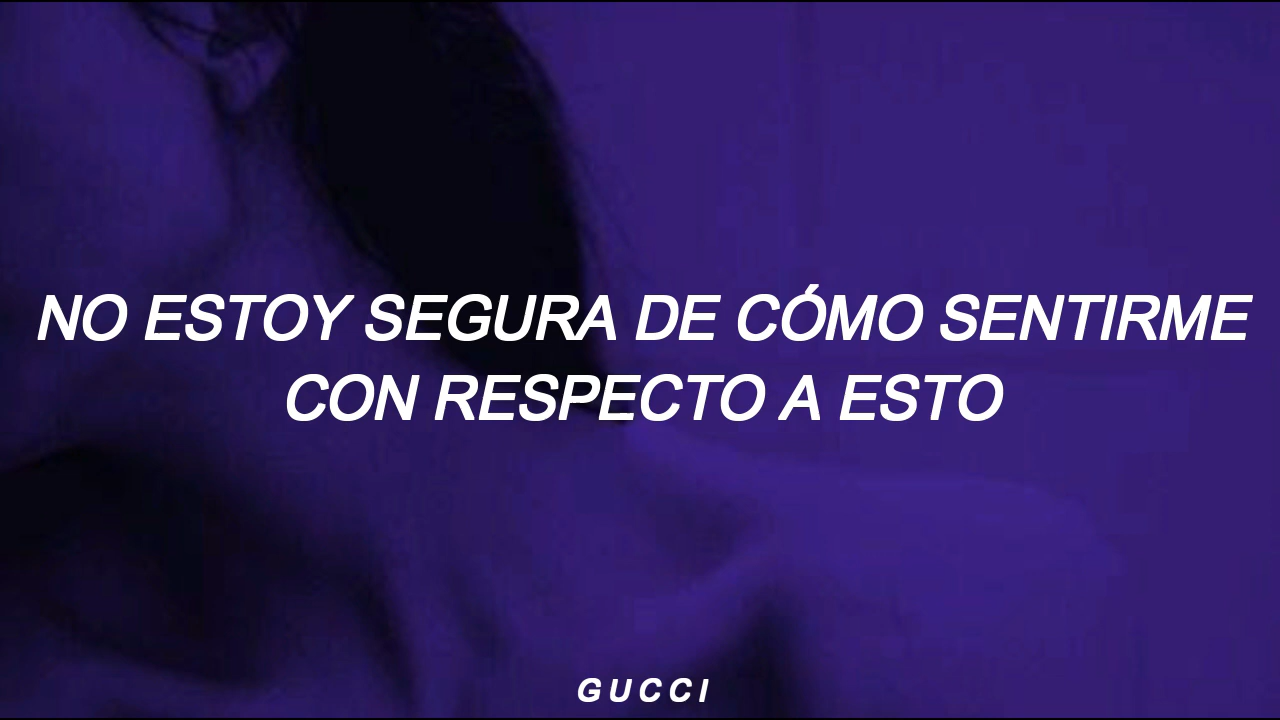 NO ESTOY SEGURA DE CÓMO SENTIRME
CON RESPECTO A ESTO
GUCCI